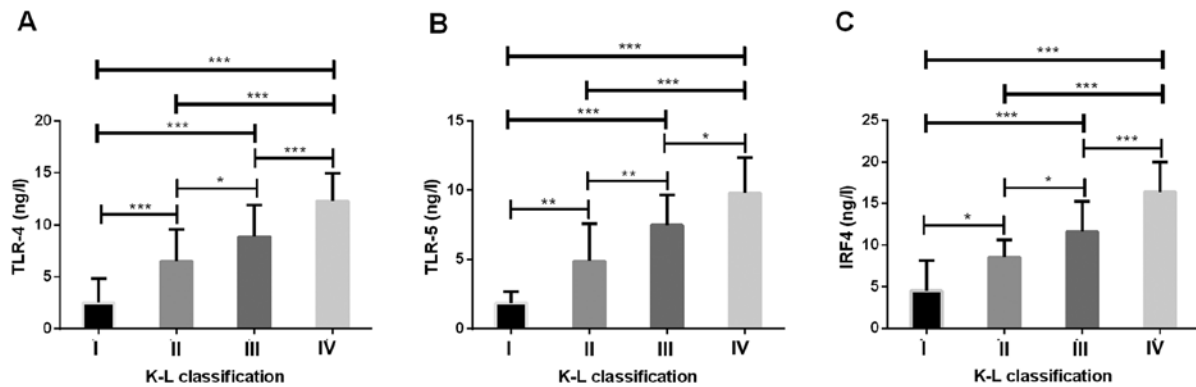 A
***
***
***
***
*
***
20
15
10
5
0
TLR-4 (ng/l)
I II III IV
K-L classification
B
***
***
***
*
**
**
15
10
5
0
TLR-5 (ng/l)
I II III IV
K-L classification
C
***
***
***
***
*
*
25
20
15
10
5
0
IRF4 (ng/l)
I II III IV
K-L classification